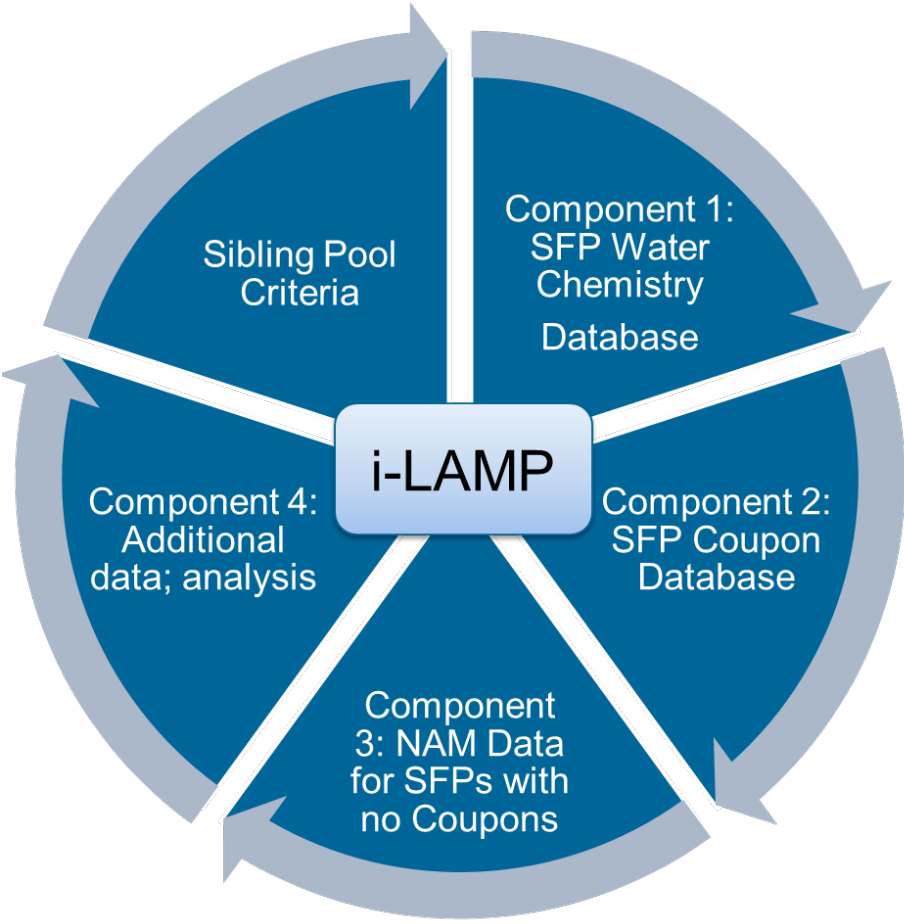 Sibling Pool
Criteria
Component 1:
SFP Water
Chemistry
Database
i-LAMP
Component 4:
Additional
data; analysis
Component 2:
SFP Coupon
Database
Component
3: NAM Data
for SFPs with
no Coupons